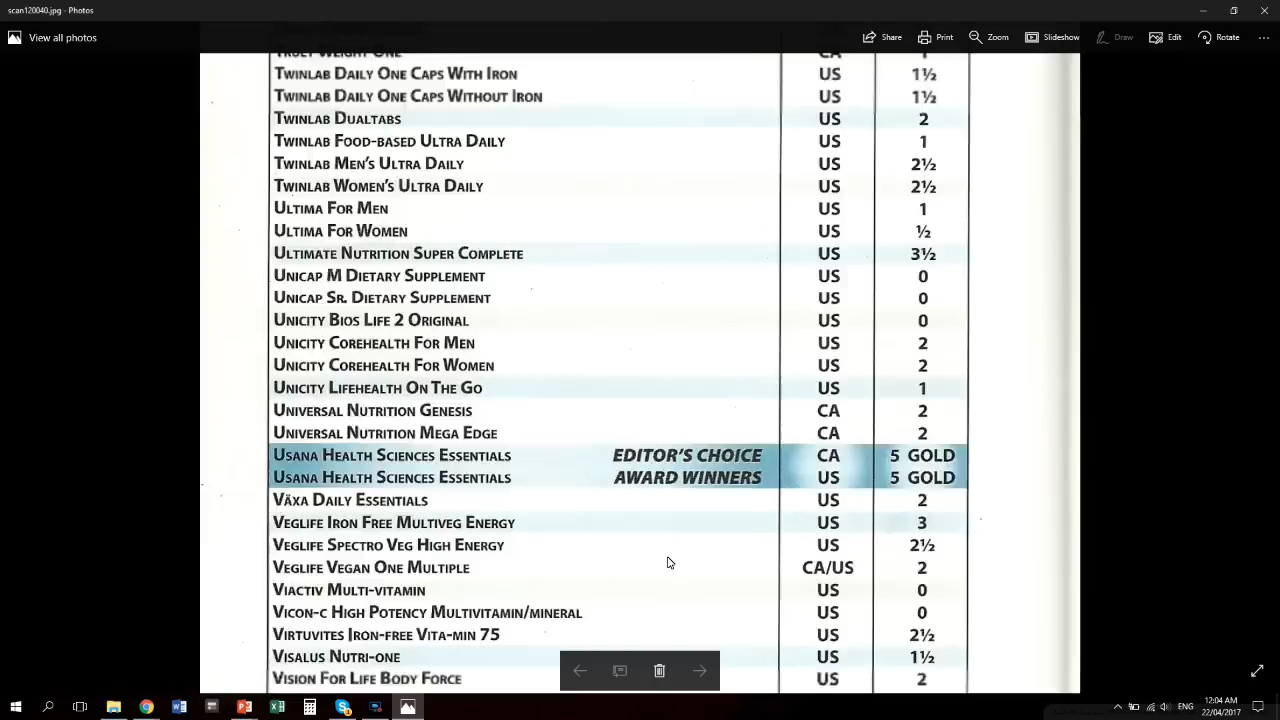 scan120040.jpg - Photos
View all photos Share Print Zoom Slideshow Draw Edit Rotate
TRULY WEIGHT ONE CA 1
TWINLAB DAILY ONE CAPS WITH IRON US 1½
TWINLAB DAILY ONE CAPS WITHOUT IRON US 1½
TWINLAB DUALTABS US 2
TWINLAB FOOD-BASED ULTRA DAILY US 1
TWINLAB MEN'S ULTRA DAILY US 2½
TWINLAB WOMEN'S ULTRA DAILY US 2½
ULTIMA FOR MEN US 1
ULTIMA FOR WOMEN US ½
ULTIMATE NUTRITION SUPER COMPLETE US 3½
UNICAP M DIETARY SUPPLEMENT US 0
UNICAP SR. DIETARY SUPPLEMENT US 0
UNICITY BIOS LIFE 2 ORIGINAL US 0
UNICITY COREHEALTH FOR MEN US 2
UNICITY COREHEALTH FOR WOMEN US 2
UNICITY LIFEHEALTH ON THE GO US 1
UNIVERSAL NUTRITION GENESIS CA 2
UNIVERSAL NUTRITION MEGA EDGE CA 2
USANA HEALTH SCIENCES ESSENTIALS EDITOR'S CHOICE CA 5 GOLD
USANA HEALTH SCIENCES ESSENTIALS AWARD WINNERS US 5 GOLD
VÄXA DAILY ESSENTIALS US 2
VEGLIFE IRON FREE MULTIVEG ENERGY US 3
VEGLIFE SPECTRO VEG HIGH ENERGY US 2½
VEGLIFE VEGAN ONE MULTIPLE CA/US 2
VIACTIV MULTI-VITAMIN US 0
VICON-C HIGH POTENCY MULTIVITAMIN/MINERAL US 0
VIRTUVITES IRON-FREE VITA-MIN 75 US 2½
VISALUS NUTRI-ONE US 1½
VISION FOR LIFE BODY FORCE US 2
ENG 12:04 AM
22/04/2017